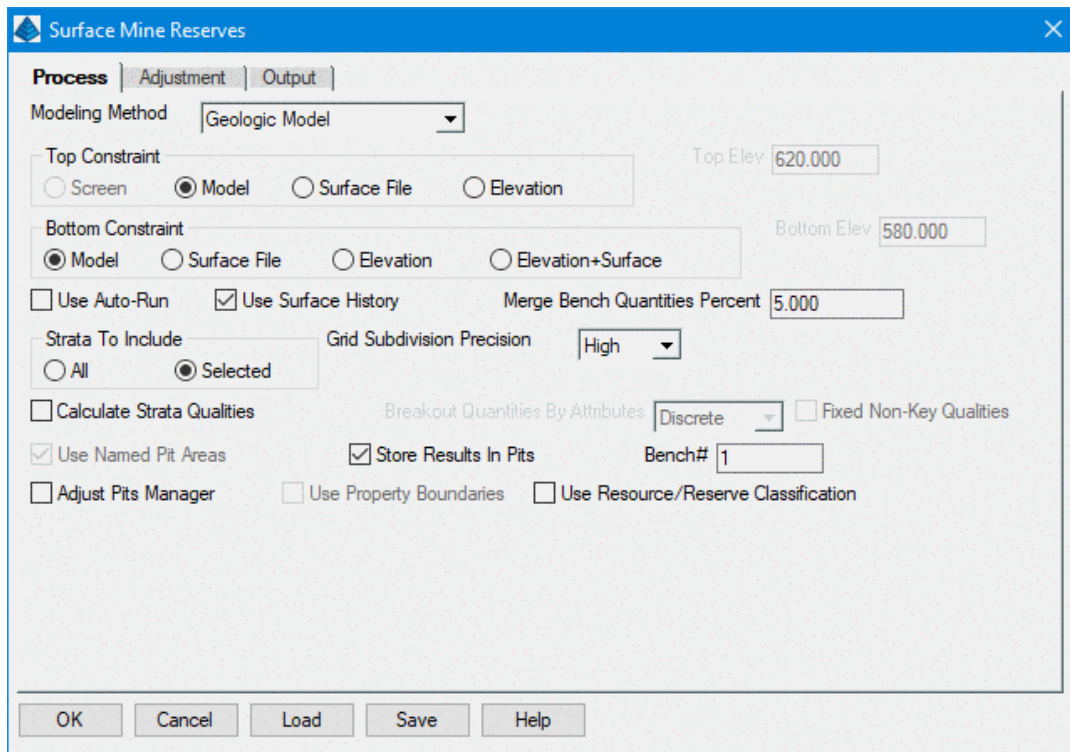 Surface Mine Reserves
Process Adjustment Output
Modeling Method Geologic Model
Top Constraint Top Elev 620.000
Screen Model Surface File Elevation
Bottom Constraint Bottom Elev 580.000
Model Surface File Elevation Elevation+Surface
Use Auto-Run Use Surface History Merge Bench Quantities Percent 5.000
Strata To Include Grid Subdivision Precision High
All Selected
Calculate Strata Qualities Breakout Quantities By Attributes Discrete Fixed Non-Key Qualities
Use Named Pit Areas Store Results In Pits Bench# 1
Adjust Pits Manager Use Property Boundaries Use Resource/Reserve Classification
OK Cancel Load Save Help